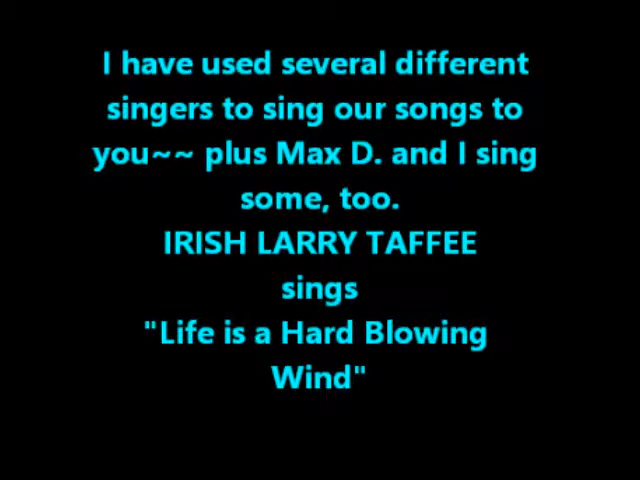 I have used several different
singers to sing our songs to
you~~ plus Max D. and I sing
some, too.
IRISH LARRY TAFFEE
sings
"Life is a Hard Blowing
Wind"